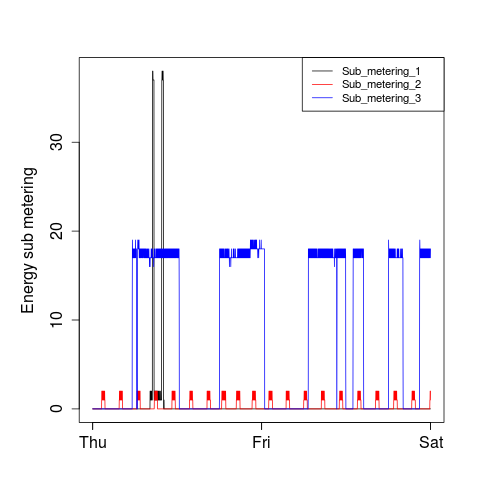 Sub_metering_1
Sub_metering_2
Sub_metering_3
Energy sub metering
30
20
10
0
Thu Fri Sat